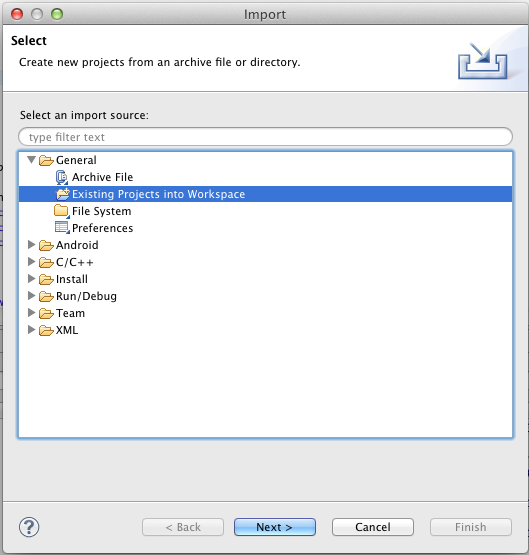 Import
Select
Create new projects from an archive file or directory.
Select an import source:
type filter text
General
Archive File
Existing Projects into Workspace
File System
Preferences
Android
C/C++
Install
Run/Debug
Team
XML
?
< Back
Next >
Cancel
Finish